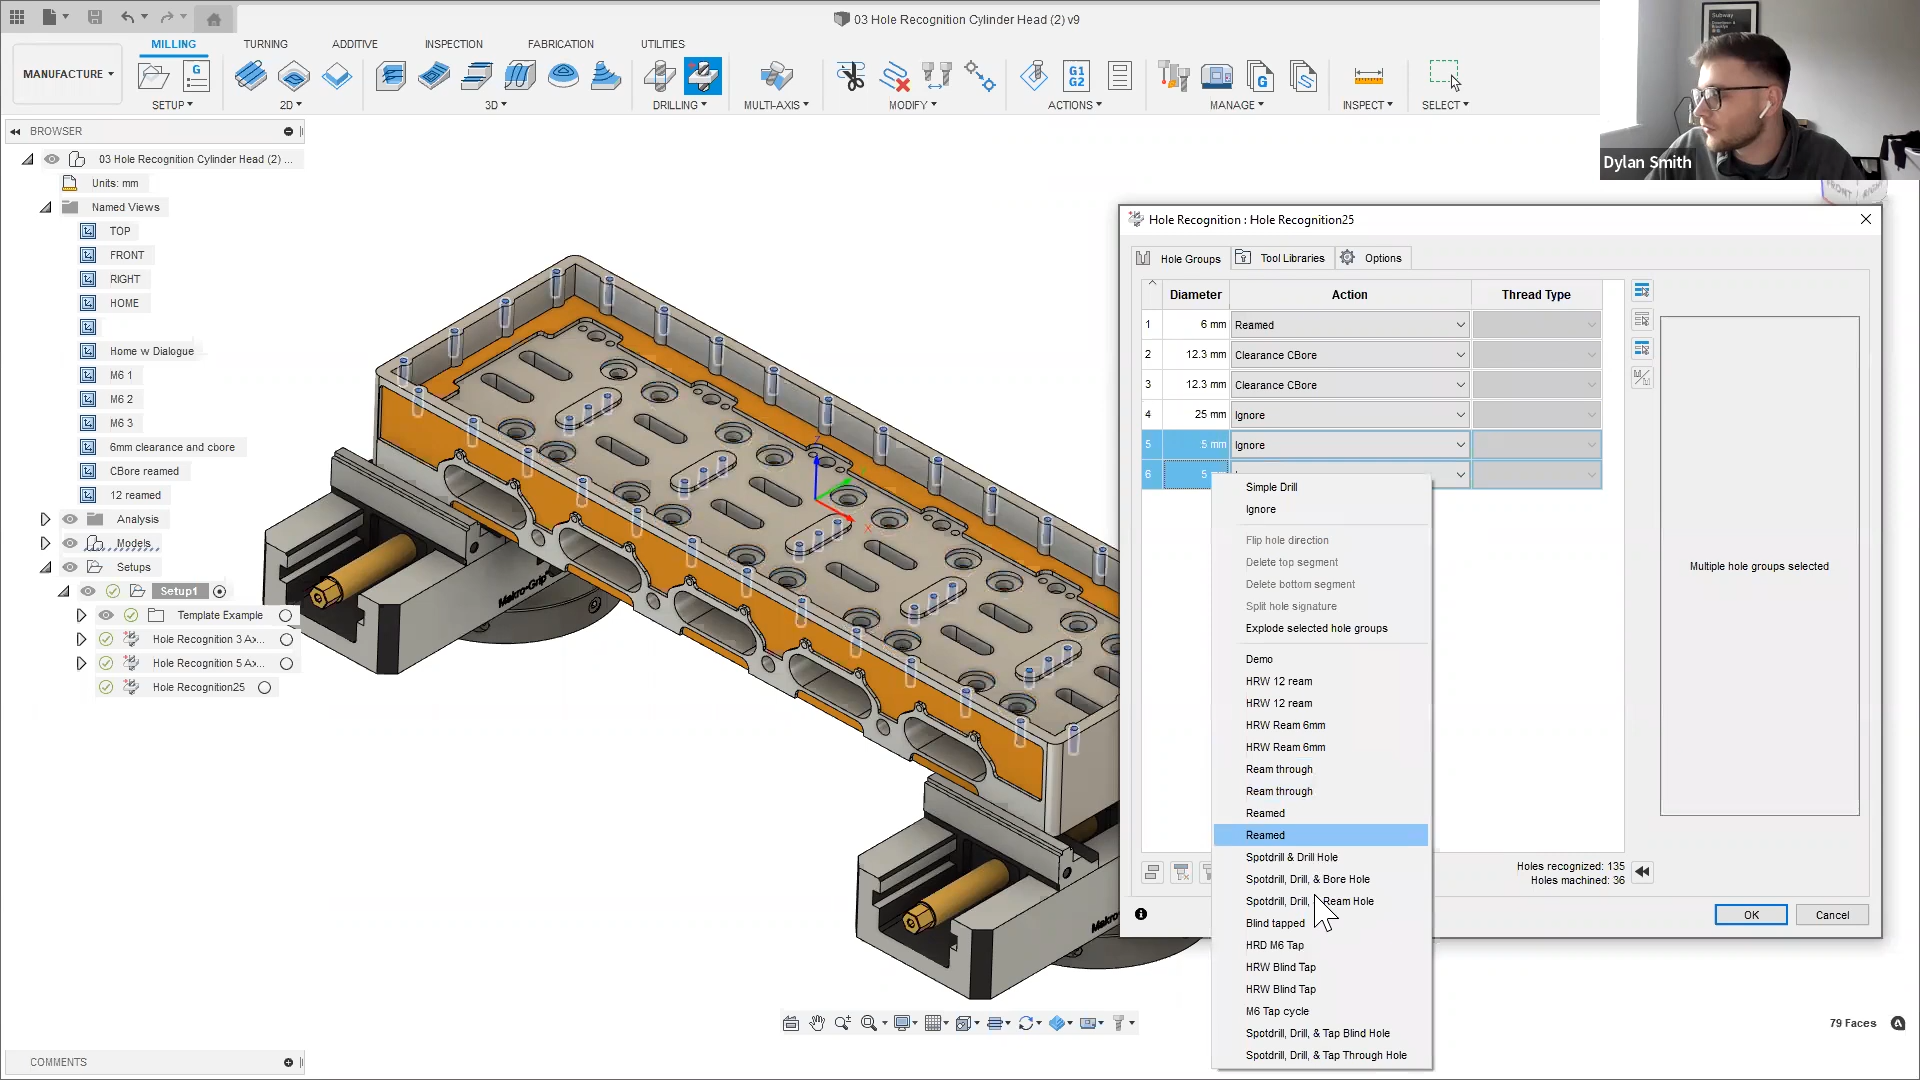 03 Hole Recognition Cylinder Head (2) v9
Subway
MILLING
TURNING
ADDITIVE
INSPECTION
FABRICATION
UTILITIES
MANUFACTURE
SETUP
2D
3D
DRILLING
MULTI-AXIS
MODIFY
G1
G2
ACTIONS
MANAGE
INSPECT
SELECT
Dylan Smith
BROWSER
03 Hole Recognition Cylinder Head (2) ...
Units: mm
Named Views
TOP
FRONT
RIGHT
HOME
Home w Dialogue
M6 1
M6 2
M6 3
6mm clearance and cbore
CBore reamed
12 reamed
Analysis
Models
Setups
Setup1
Template Example
Hole Recognition 3 Ax...
Hole Recognition 5 Ax...
Hole Recognition25
Makro-Grip
FRONT
Hole Recognition : Hole Recognition25
Hole Groups
Tool Libraries
Options
Diameter Action Thread Type
1 6 mm Reamed
2 12.3 mm Clearance CBore
3 12.3 mm Clearance CBore
4 25 mm Ignore
5 .5 mm Ignore
6 5
Simple Drill
Ignore
Flip hole direction
Delete top segment
Delete bottom segment
Split hole signature
Explode selected hole groups
Demo
HRW 12 ream
HRW 12 ream
HRW Ream 6mm
HRW Ream 6mm
Ream through
Ream through
Reamed
Reamed
Spotdrill & Drill Hole
Spotdrill, Drill, & Bore Hole
Spotdrill, Drill, Ream Hole
Blind tapped
HRD M6 Tap
HRW Blind Tap
HRW Blind Tap
M6 Tap cycle
Spotdrill, Drill, & Tap Blind Hole
Spotdrill, Drill, & Tap Through Hole
Multiple hole groups selected
Holes recognized: 135
Holes machined: 36
OK
Cancel
79 Faces
COMMENTS